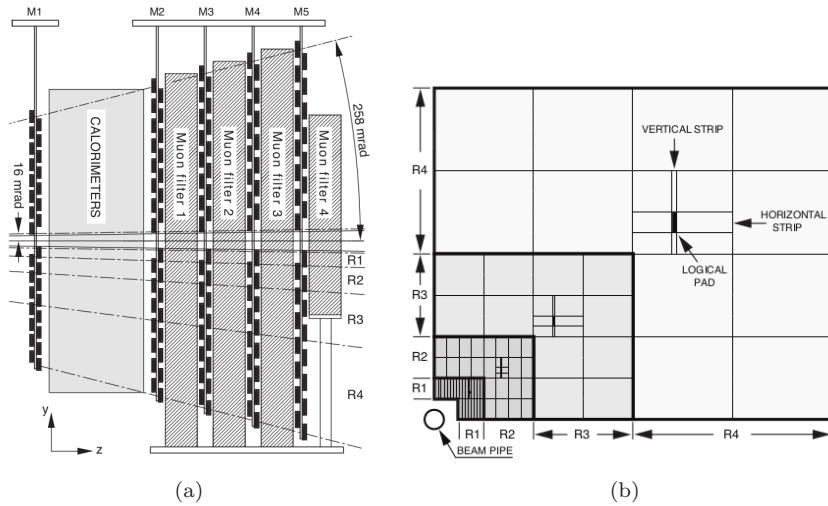 M1 M2 M3 M4 M5
CALORIMETERS
Muon filter 1
Muon filter 2
Muon filter 3
Muon filter 4
258 mrad
16 mrad
R1
R2
R3
R4
y
z
(a)
VERTICAL STRIP
HORIZONTAL
STRIP
LOGICAL
PAD
R4
R3
R2
R1
R1 R2 R3 R4
BEAM PIPE
(b)